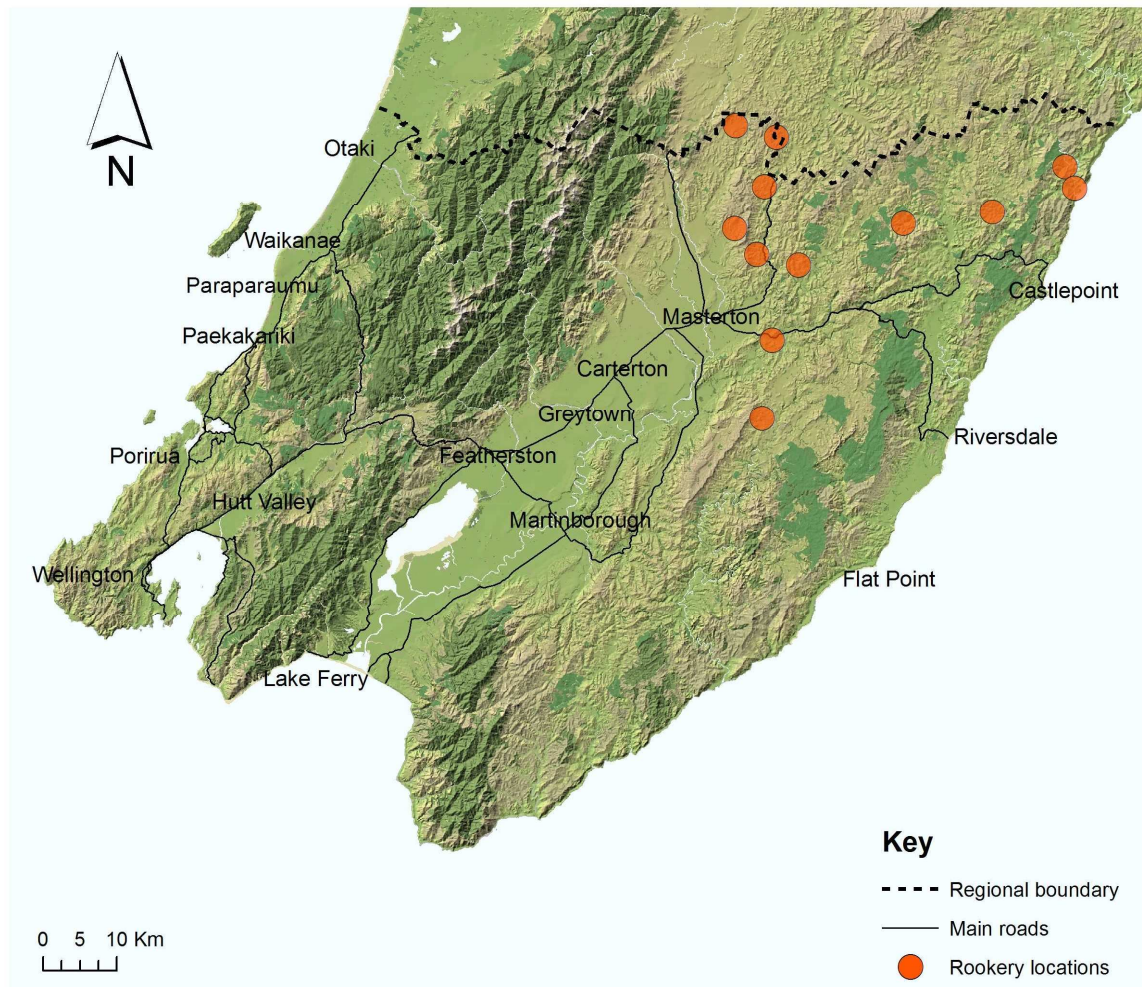 N
Otaki
Waikanae
Paraparaumu
Paekakariki
Castlepoint
Masterton
Carterton
Greytown
Riversdale
Porirua
Featherston
Hutt Valley
Martinborough
Wellington
Flat Point
Lake Ferry
Key
Regional boundary
Main roads
Rookery locations
0 5 10 Km